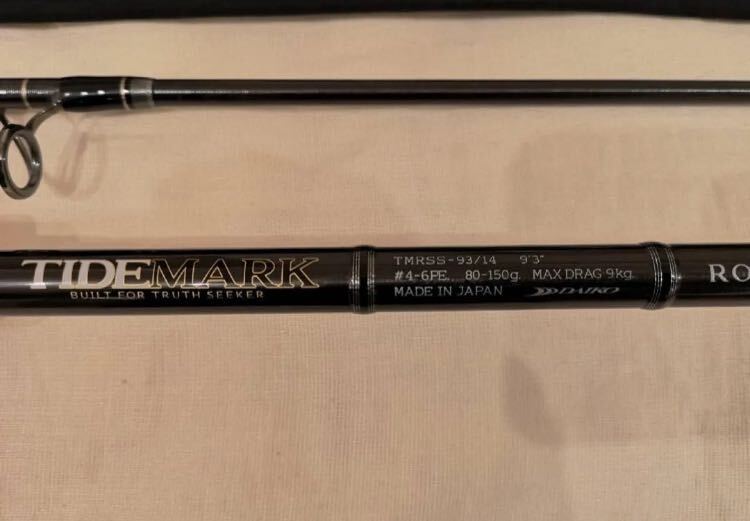 TIDEMARK
BUILT FOR TRUTH SEEKER
TMRSS-93/14 9'3"
#4-6PE. 80-150g. MAX DRAG 9kg.
MADE IN JAPAN DAIKO
RO